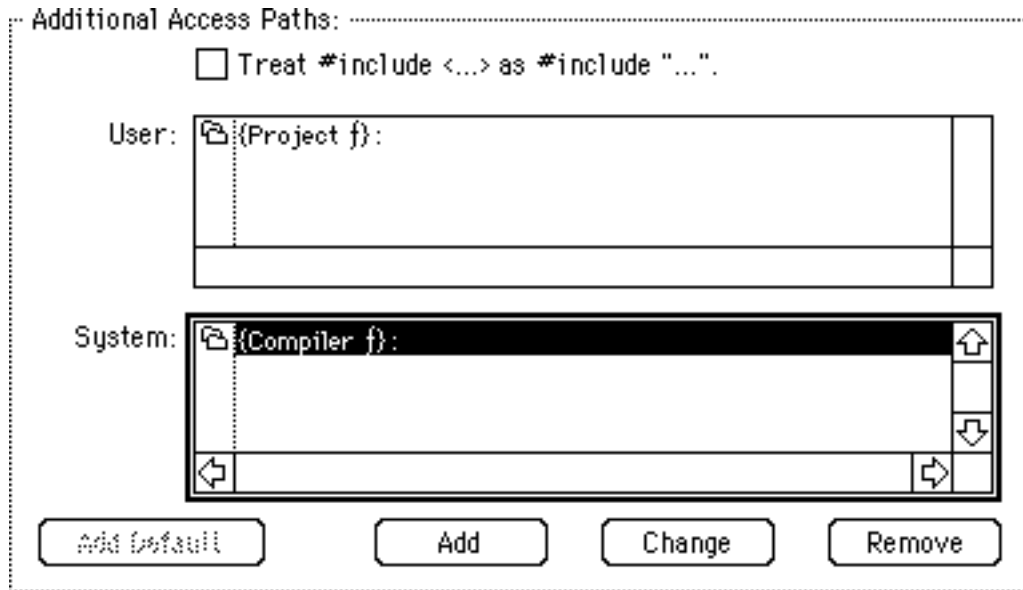 Additional Access Paths:
Treat #include <...> as #include "...".
User:
{Project ƒ}:
System:
{Compiler ƒ}:
Add Default
Add
Change
Remove